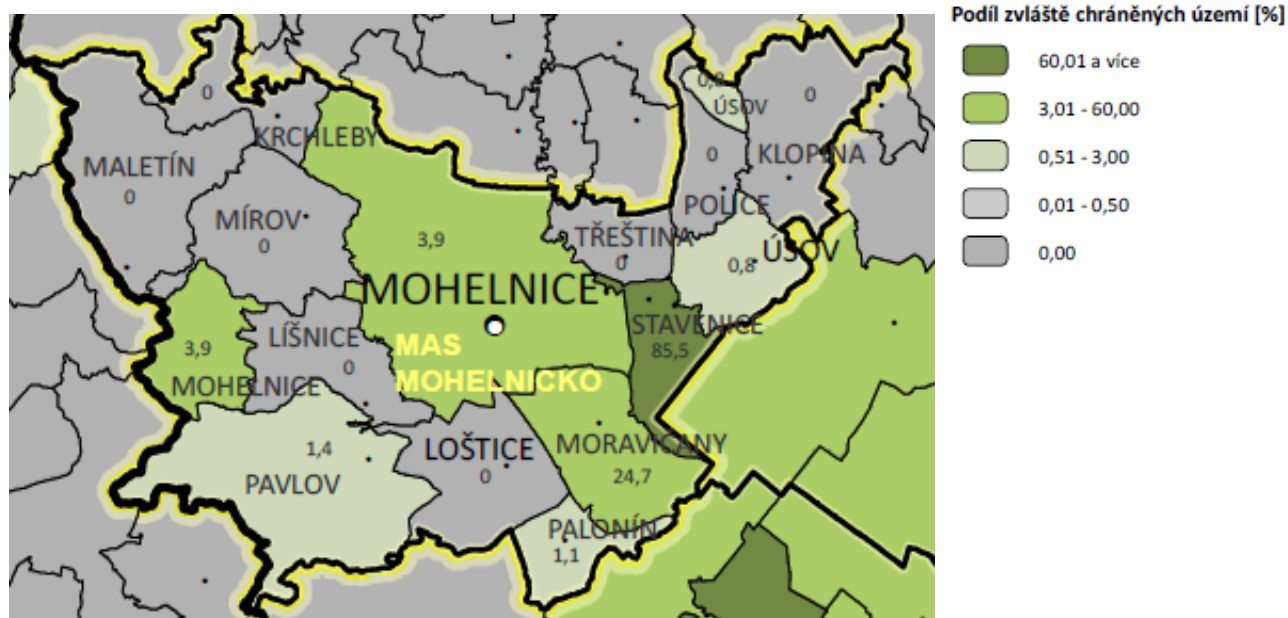 Podíl zvláště chráněných území [%]
60,01 a více
3,01 - 60,00
0,51 - 3,00
0,01 - 0,50
0,00
0
0,8
ÚSOV
0
KRCHLEBY
0
KLOPINA
MALETÍN
0
MÍROV
0
3,9
POLICE
TŘEŠTINA
0
ÚSOV
0,8
MOHELNICE
STAVENICE
85,5
LÍŠNICE
0
3,9
MOHELNICE
MAS
MOHELNICKO
1,4
PAVLOV
LOŠTICE
0
MORAVIČANY
24,7
PALONÍN
1,1